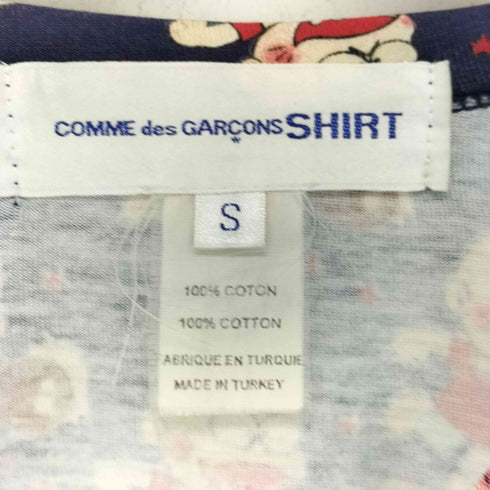 COMME des GARÇONS SHIRT
S
100% COTON
100% COTTON
FABRIQUE EN TURQUIE
MADE IN TURKEY